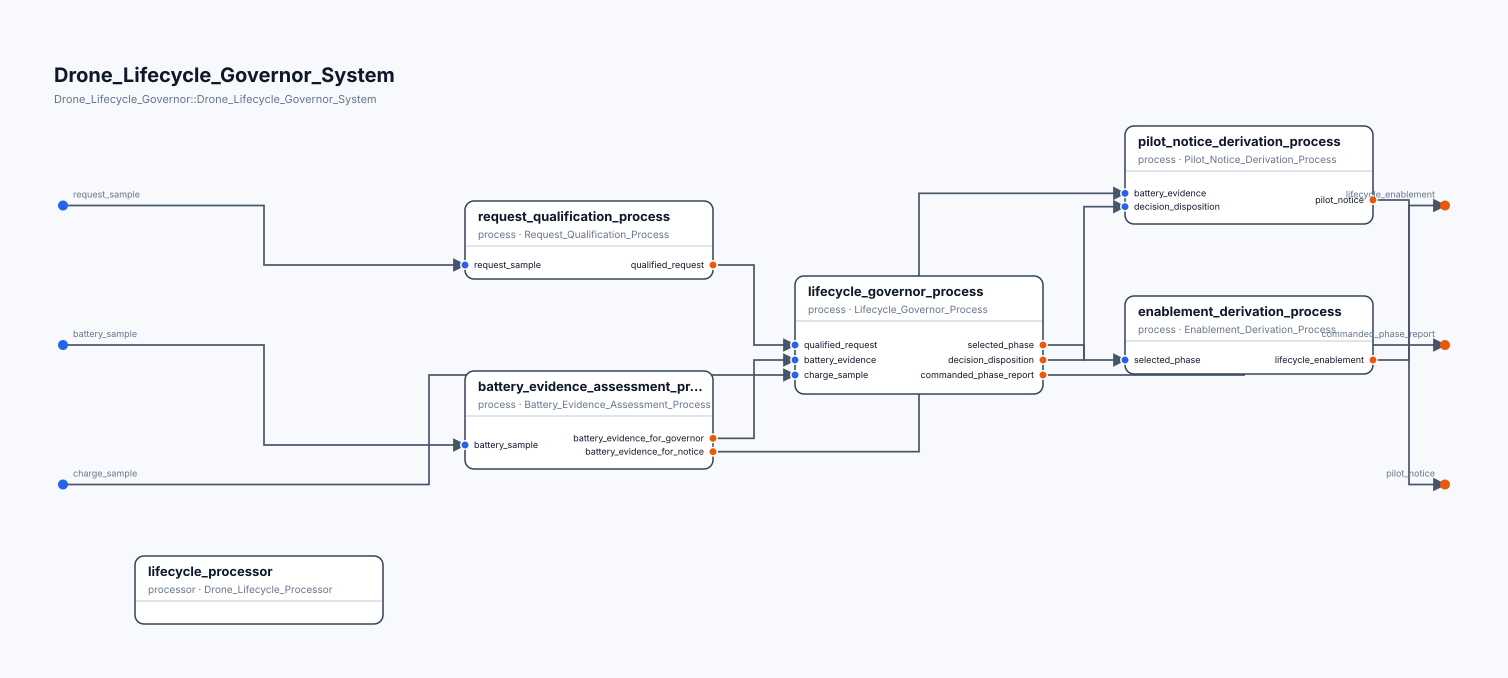 Drone_Lifecycle_Governor_System
Drone_Lifecycle_Governor::Drone_Lifecycle_Governor_System
request_sample
battery_sample
charge_sample
request_qualification_process
process · Request_Qualification_Process
request_sample
qualified_request
battery_evidence_assessment_pr...
process · Battery_Evidence_Assessment_Process
battery_sample
battery_evidence_for_governor
battery_evidence_for_notice
lifecycle_governor_process
process · Lifecycle_Governor_Process
qualified_request
selected_phase
battery_evidence
decision_disposition
charge_sample
commanded_phase_report
pilot_notice_derivation_process
process · Pilot_Notice_Derivation_Process
battery_evidence
decision_disposition
pilot_notice
enablement_derivation_process
process · Enablement_Derivation_Process
selected_phase
lifecycle_enablement
lifecycle_enablement
commanded_phase_report
pilot_notice
lifecycle_processor
processor · Drone_Lifecycle_Processor